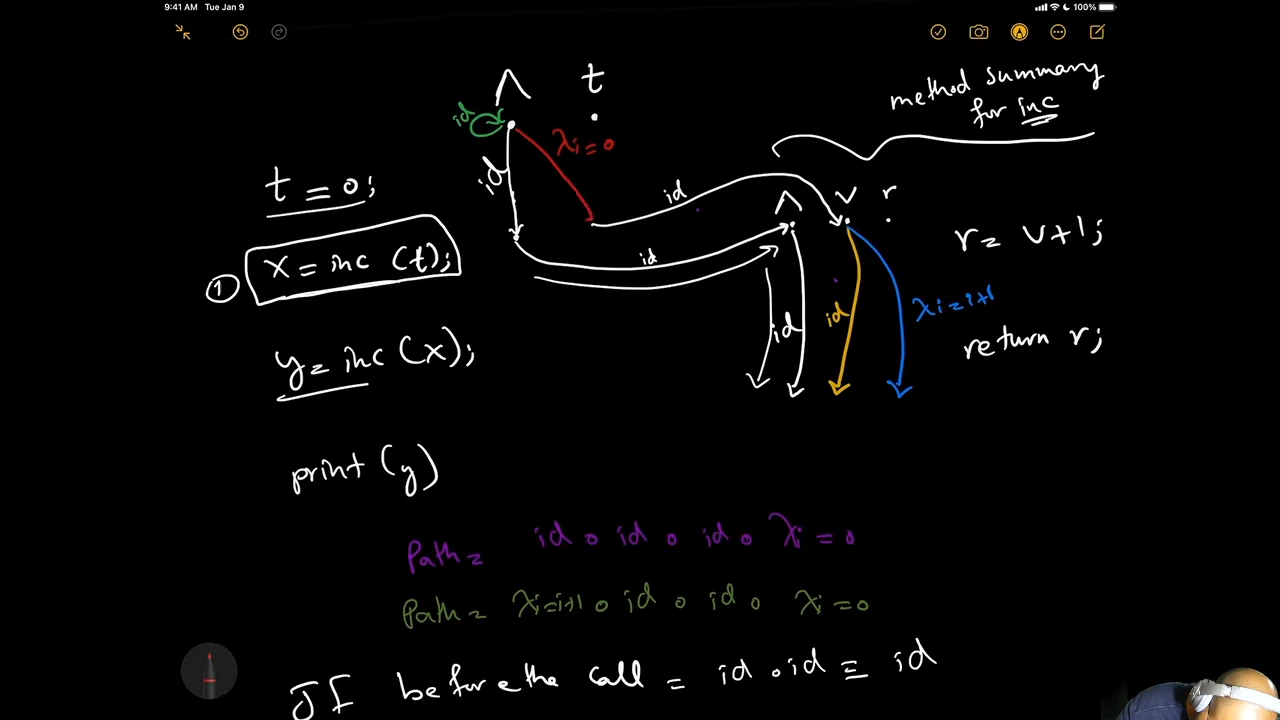 9:41 AM Tue Jan 9
100%
method summary
for inc
Λ t
id
λi=0
id
id
Λ v r
t = 0;
r = v+1;
① x = inc (t);
id
id
id
λi=i+1
return r;
y = inc (x);
print (y)
Path = id ∘ id ∘ id ∘ λi = 0
Path = λi=i+1 ∘ id ∘ id ∘ λi = 0
JF before the call = id ∘ id ≡ id